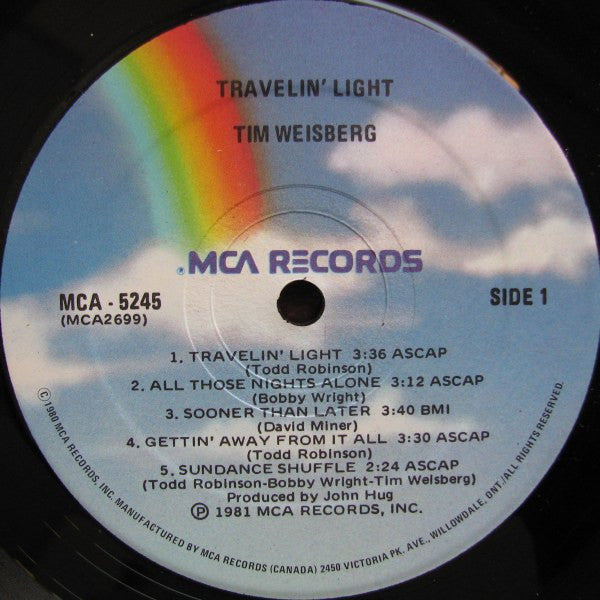 TRAVELIN' LIGHT
TIM WEISBERG
MCA RECORDS
MCA - 5245
(MCA2699)
SIDE 1
1. TRAVELIN' LIGHT 3:36 ASCAP
(Todd Robinson)
2. ALL THOSE NIGHTS ALONE 3:12 ASCAP
(Bobby Wright)
3. SOONER THAN LATER 3:40 BMI
(David Miner)
4. GETTIN' AWAY FROM IT ALL 3:30 ASCAP
(Todd Robinson)
5. SUNDANCE SHUFFLE 2:24 ASCAP
(Todd Robinson-Bobby Wright-Tim Weisberg)
Produced by John Hug
℗ 1981 MCA RECORDS, INC.
© 1980 MCA RECORDS, INC. MANUFACTURED BY MCA RECORDS (CANADA) 2450 VICTORIA PK. AVE., WILLOWDALE, ONT./ALL RIGHTS RESERVED.